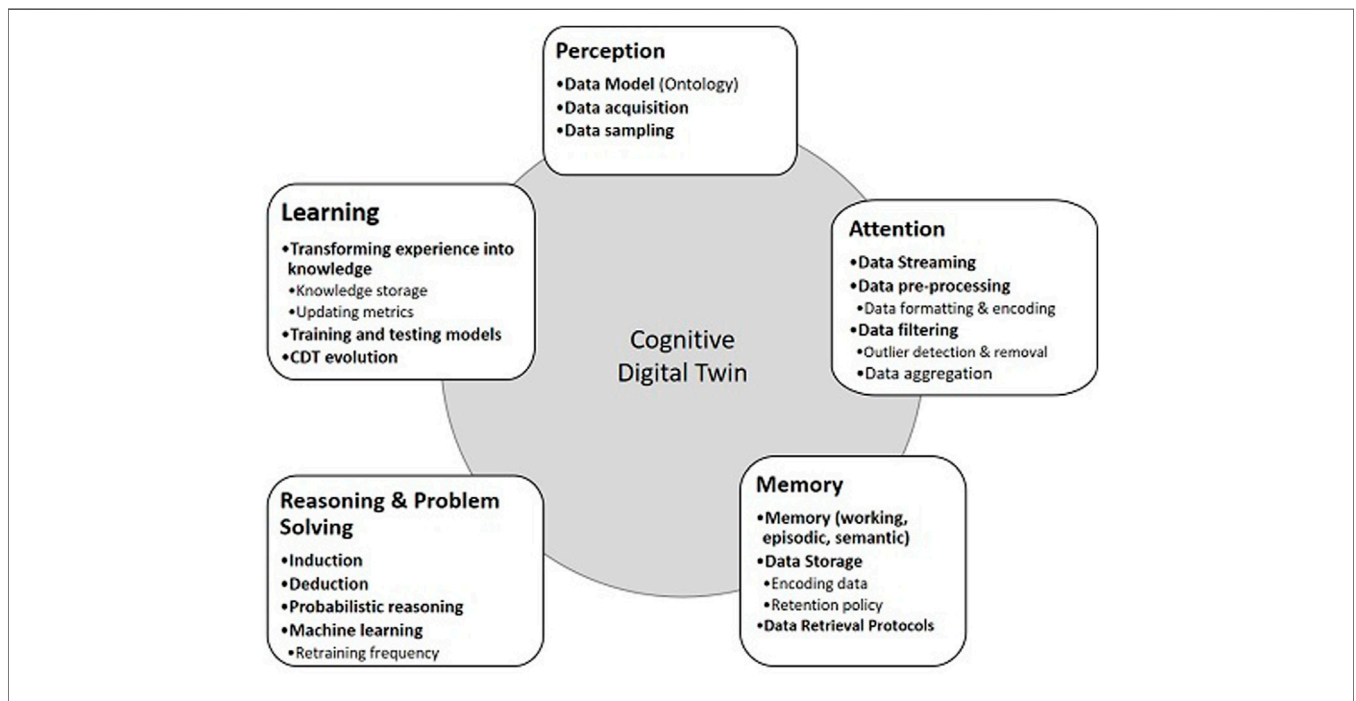 Perception
•Data Model (Ontology)
•Data acquisition
•Data sampling
Learning
•Transforming experience into
knowledge
•Knowledge storage
•Updating metrics
•Training and testing models
•CDT evolution
Attention
•Data Streaming
•Data pre-processing
•Data formatting & encoding
•Data filtering
•Outlier detection & removal
•Data aggregation
Cognitive
Digital Twin
Reasoning & Problem
Solving
•Induction
•Deduction
•Probabilistic reasoning
•Machine learning
•Retraining frequency
Memory
•Memory (working,
episodic, semantic)
•Data Storage
•Encoding data
•Retention policy
•Data Retrieval Protocols